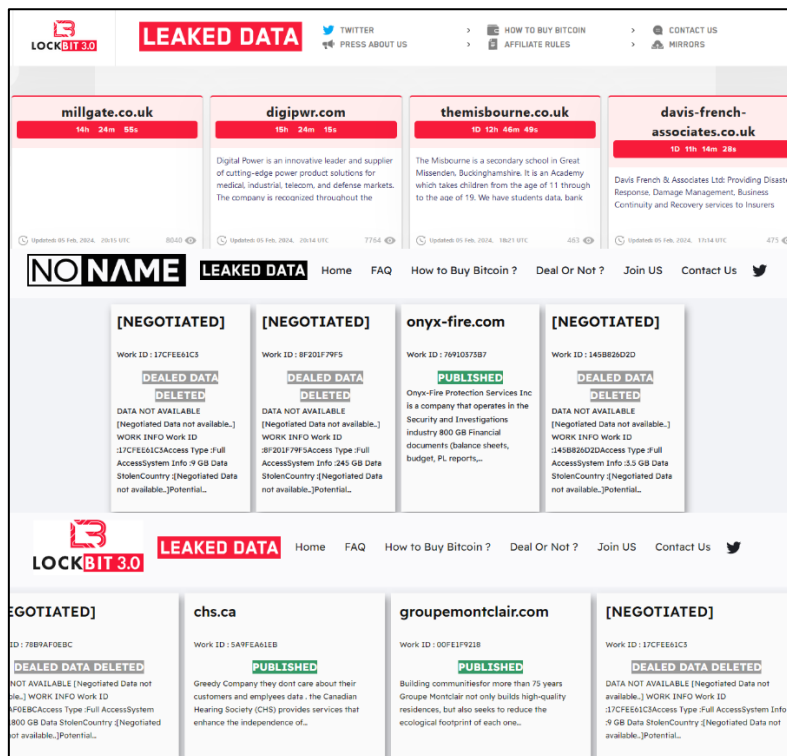 LOCKBIT 3.0
LEAKED DATA
TWITTER
PRESS ABOUT US
HOW TO BUY BITCOIN
AFFILIATE RULES
CONTACT US
MIRRORS
millgate.co.uk
14h 24m 55s
Updated: 05 Feb, 2024, 20:15 UTC 8040
digipwr.com
15h 24m 15s
Digital Power is an innovative leader and supplier
of cutting-edge power product solutions for
medical, industrial, telecom, and defense markets.
The company is recognized throughout the
Updated: 05 Feb, 2024, 20:14 UTC 7764
themisbourne.co.uk
1D 12h 46m 49s
The Misbourne is a secondary school in Great
Missenden, Buckinghamshire. It is an Academy
which takes children from the age of 11 through
to the age of 19. We have students data, bank
Updated: 05 Feb, 2024, 18:21 UTC 463
davis-french-
associates.co.uk
1D 11h 14m 28s
Davis French & Associates Ltd: Providing Disaste
Response, Damage Management, Business
Continuity and Recovery services to Insurers
Updated: 05 Feb, 2024, 17:14 UTC 475
NONAME
LEAKED DATA
Home FAQ How to Buy Bitcoin ? Deal Or Not ? Join US Contact Us
[NEGOTIATED]
Work ID : 17CFEE61C3
DEALED DATA
DELETED
DATA NOT AVAILABLE
[Negotiated Data not available..]
WORK INFO Work ID
:17CFEE61C3Access Type :Full
AccessSystem Info :9 GB Data
StolenCountry :[Negotiated Data
not available..]Potential...
[NEGOTIATED]
Work ID : 8F201F79F5
DEALED DATA
DELETED
DATA NOT AVAILABLE
[Negotiated Data not available..]
WORK INFO Work ID
:8F201F79F5Access Type :Full
AccessSystem Info :245 GB Data
StolenCountry :[Negotiated Data
not available..]Potential...
onyx-fire.com
Work ID : 76910373B7
PUBLISHED
Onyx-Fire Protection Services Inc
is a company that operates in the
Security and Investigations
industry 800 GB Financial
documents (balance sheets,
budget, PL reports,...
[NEGOTIATED]
Work ID : 145B826D2D
DEALED DATA
DELETED
DATA NOT AVAILABLE
[Negotiated Data not available..]
WORK INFO Work ID
:145B826D2DAccess Type :Full
AccessSystem Info :3.5 GB Data
StolenCountry :[Negotiated Data
not available..]Potential...
LOCKBIT 3.0
LEAKED DATA
Home FAQ How to Buy Bitcoin ? Deal Or Not ? Join US Contact Us
EGOTIATED]
ID : 78B9AF0EBC
DEALED DATA DELETED
NOT AVAILABLE [Negotiated Data not
ble..] WORK INFO Work ID
AF0EBCAccess Type :Full AccessSystem
:800 GB Data StolenCountry :[Negotiated
not available..]Potential...
chs.ca
Work ID : 5A9FEA61EB
PUBLISHED
Greedy Company they dont care about their
customers and emplyees data . the Canadian
Hearing Society (CHS) provides services that
enhance the independence of...
groupemontclair.com
Work ID : 00FE1F9218
PUBLISHED
Building communitiesfor more than 75 years
Groupe Montclair not only builds high-quality
residences, but also seeks to reduce the
ecological footprint of each one...
[NEGOTIATED]
Work ID : 17CFEE61C3
DEALED DATA DELETED
DATA NOT AVAILABLE [Negotiated Data not
available..] WORK INFO Work ID
:17CFEE61C3Access Type :Full AccessSystem Info
:9 GB Data StolenCountry :[Negotiated Data
not available..]Potential...